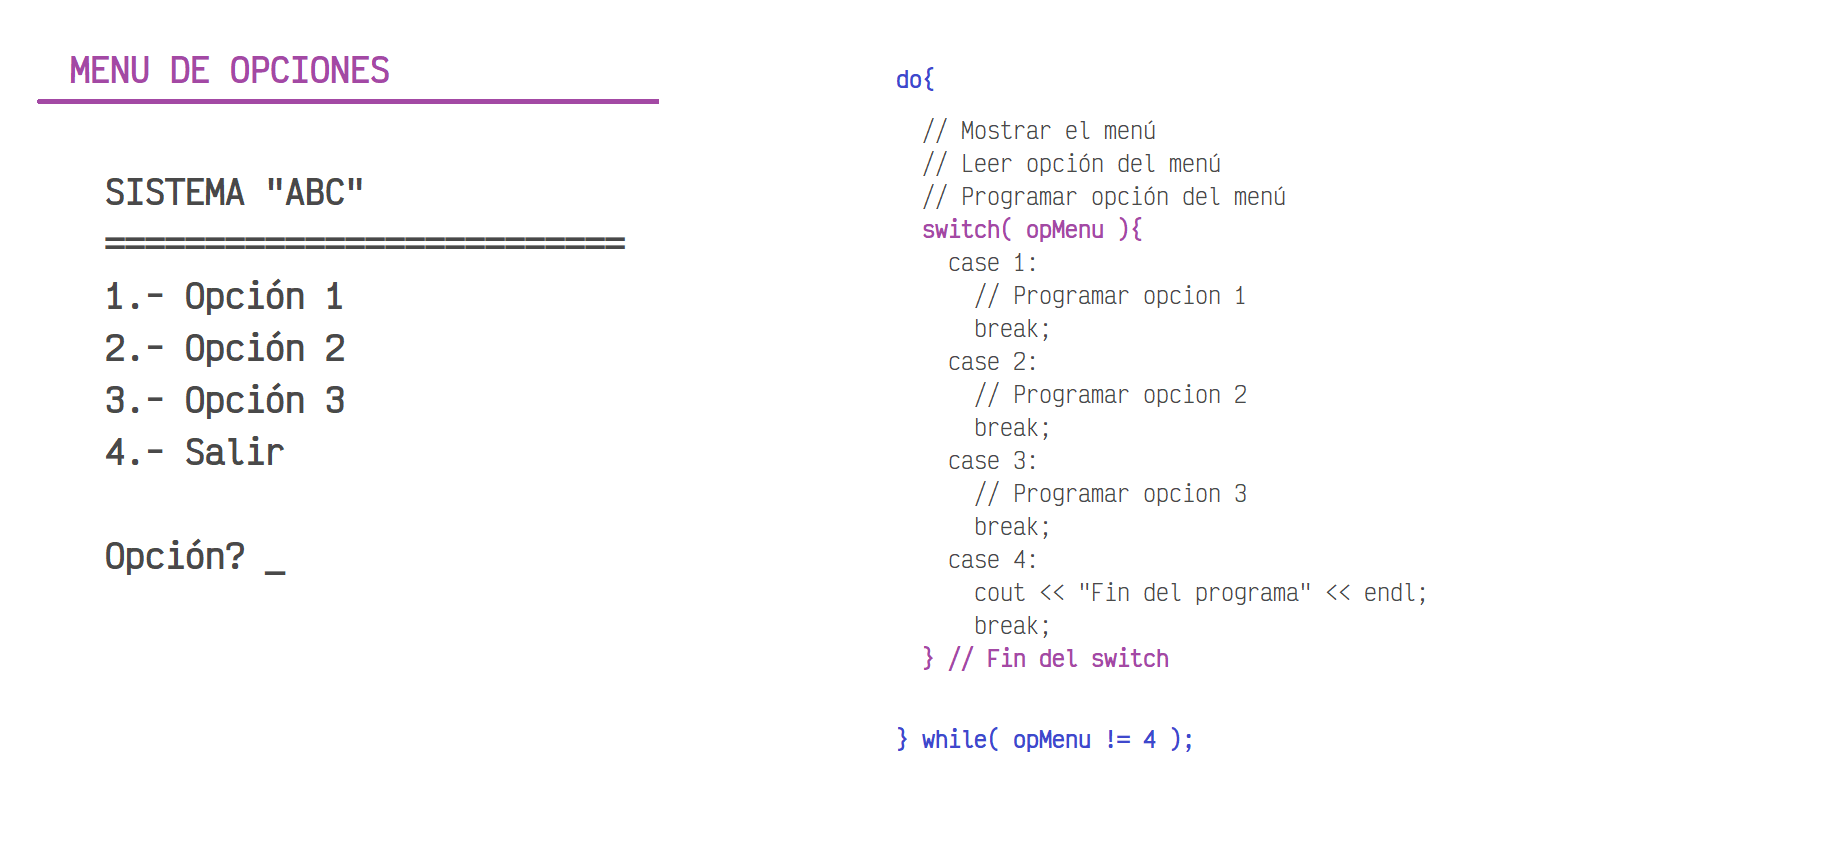 MENU DE OPCIONES
SISTEMA "ABC"
==========================
1.- Opción 1
2.- Opción 2
3.- Opción 3
4.- Salir
Opción? _
do{
// Mostrar el menú
// Leer opción del menú
// Programar opción del menú
switch( opMenu ){
case 1:
// Programar opcion 1
break;
case 2:
// Programar opcion 2
break;
case 3:
// Programar opcion 3
break;
case 4:
cout << "Fin del programa" << endl;
break;
} // Fin del switch
} while( opMenu != 4 );